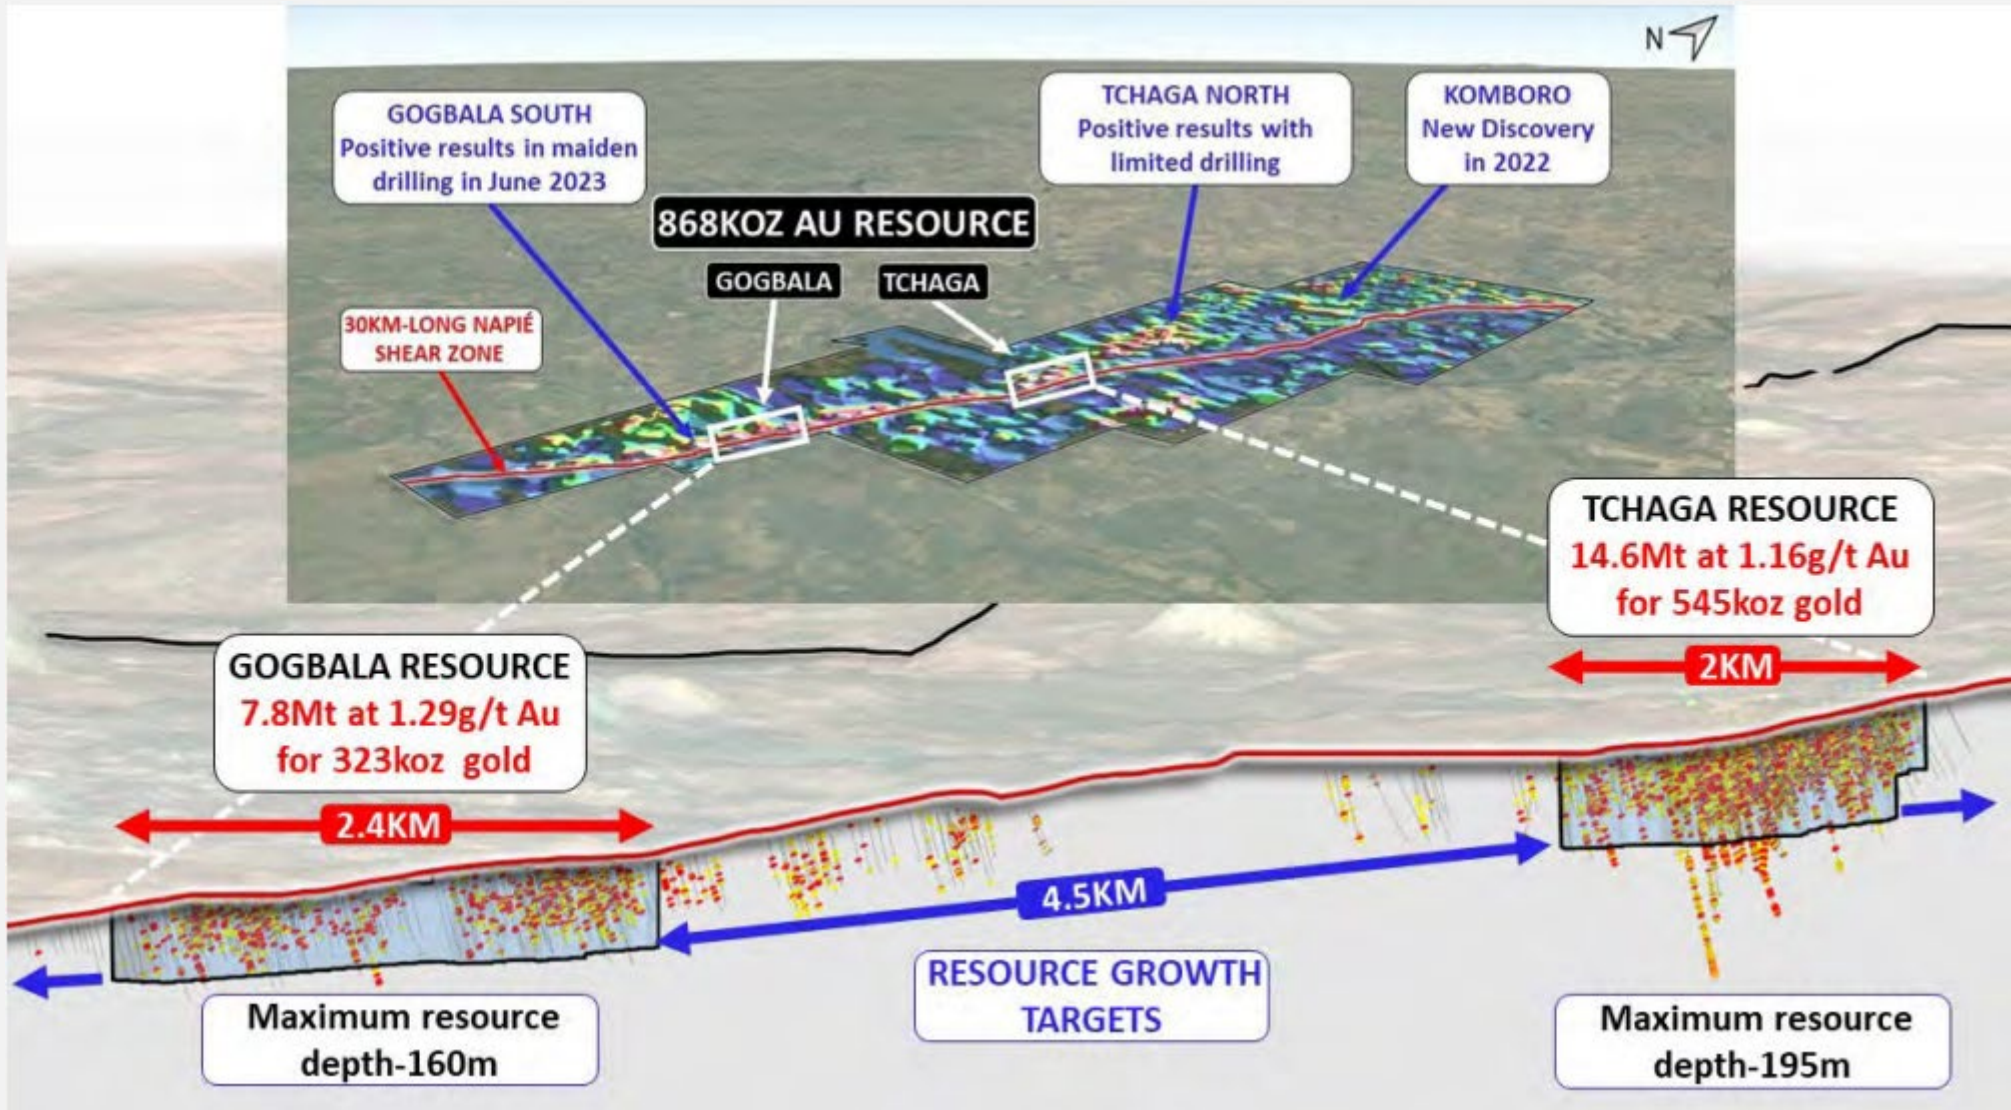 N
GOGBALA SOUTH
Positive results in maiden
drilling in June 2023
TCHAGA NORTH
Positive results with
limited drilling
KOMBORO
New Discovery
in 2022
868KOZ AU RESOURCE
GOGBALA
TCHAGA
30KM-LONG NAPIÉ
SHEAR ZONE
TCHAGA RESOURCE
14.6Mt at 1.16g/t Au
for 545koz gold
2KM
GOGBALA RESOURCE
7.8Mt at 1.29g/t Au
for 323koz gold
2.4KM
4.5KM
RESOURCE GROWTH
TARGETS
Maximum resource
depth-160m
Maximum resource
depth-195m